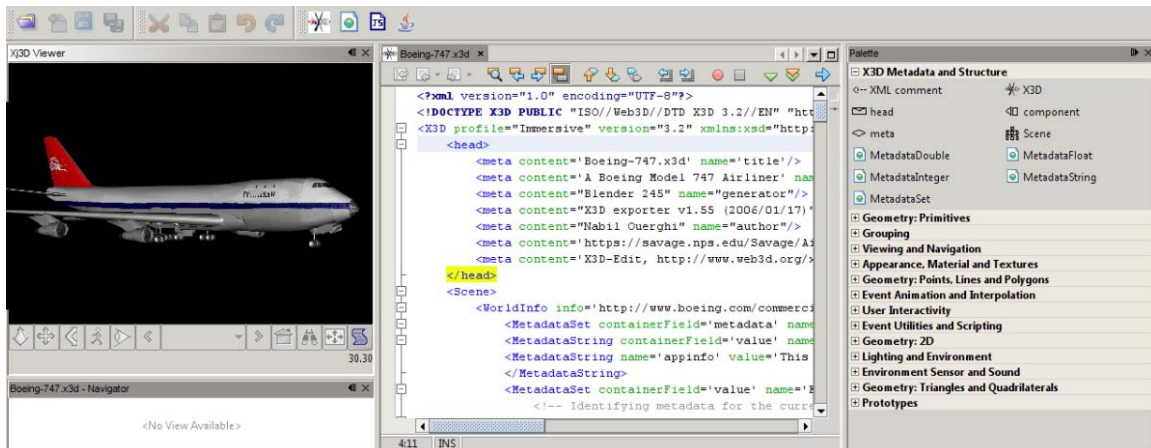 Xj3D Viewer
30.30
Boeing-747.x3d - Navigator
<No View Available>
Boeing-747.x3d
<?xml version="1.0" encoding="UTF-8"?>
<!DOCTYPE X3D PUBLIC "ISO//Web3D//DTD X3D 3.2//EN" "htt
<X3D profile="Immersive" version="3.2" xmlns:xsd="http:
<head>
<meta content='Boeing-747.x3d' name='title'/>
<meta content='A Boeing Model 747 Airliner' nam
<meta content="Blender 245" name="generator"/>
<meta content="X3D exporter v1.55 (2006/01/17)"
<meta content="Nabil Ouerghi" name="author"/>
<meta content='https://savage.nps.edu/Savage/Ai
<meta content='X3D-Edit, http://www.web3d.org/x
</head>
<Scene>
<WorldInfo info='http://www.boeing.com/commerci
<MetadataSet containerField='metadata' name
<MetadataString containerField='value' name
<MetadataString name='appinfo' value='This
</MetadataString>
<MetadataSet containerField='value' name='
<!-- Identifying metadata for the curre
4:11 INS
Palette
X3D Metadata and Structure
<!-- XML comment X3D
head component
meta Scene
MetadataDouble MetadataFloat
MetadataInteger MetadataString
MetadataSet
Geometry: Primitives
Grouping
Viewing and Navigation
Appearance, Material and Textures
Geometry: Points, Lines and Polygons
Event Animation and Interpolation
User Interactivity
Event Utilities and Scripting
Geometry: 2D
Lighting and Environment
Environment Sensor and Sound
Geometry: Triangles and Quadrilaterals
Prototypes